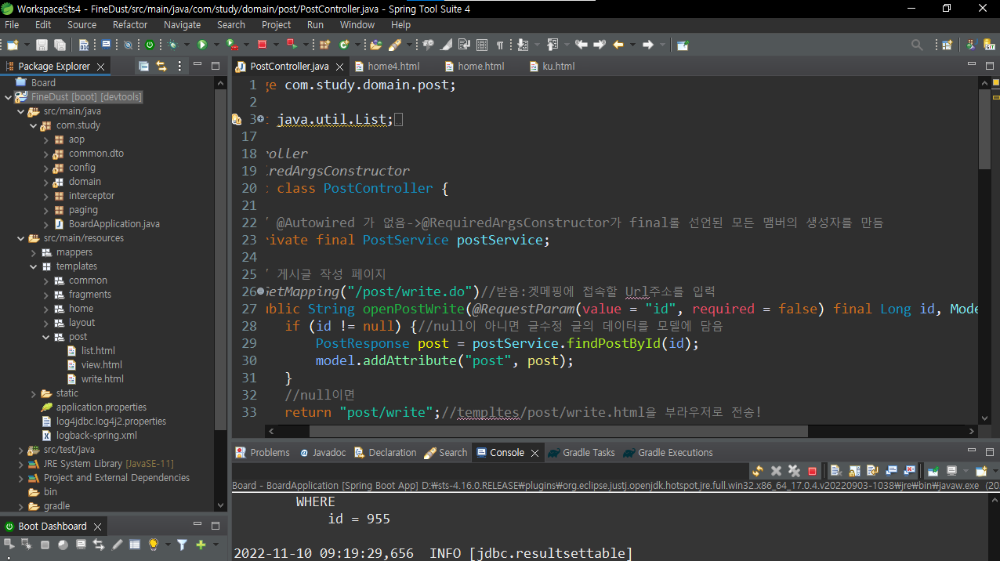 WorkspaceSts4 - FineDust/src/main/java/com/study/domain/post/PostController.java - Spring Tool Suite 4
File Edit Source Refactor Navigate Search Project Run Window Help
Package Explorer
Board
FineDust [boot] [devtools]
src/main/java
com.study
aop
common.dto
config
domain
interceptor
paging
BoardApplication.java
src/main/resources
mappers
templates
common
fragments
home
layout
post
list.html
view.html
write.html
static
application.properties
log4jdbc.log4j2.properties
logback-spring.xml
src/test/java
JRE System Library [JavaSE-11]
Project and External Dependencies
bin
gradle
Boot Dashboard
PostController.java home4.html home.html ku.html
1 ge com.study.domain.post;
2
3 java.util.List;
17
18 roller
19 redArgsConstructor
20 class PostController {
21
22 @Autowired 가 없음->@RequiredArgsConstructor가 final롤 선언된 모든 맴버의 생성자를 만듬
23 ivate final PostService postService;
24
25 게시글 작성 페이지
26 etMapping("/post/write.do")//받음:겟메핑에 접속할 Url주소를 입력
27 blic String openPostWrite(@RequestParam(value = "id", required = false) final Long id, Mode
28 if (id != null) {//null이 아니면 글수정 글의 데이터를 모델에 담음
29 PostResponse post = postService.findPostById(id);
30 model.addAttribute("post", post);
31 }
32 //null이면
33 return "post/write";//templtes/post/write.html을 부라우저로 전송!
Problems Javadoc Declaration Search Console Gradle Tasks Gradle Executions
Board - BoardApplication [Spring Boot App] D:₩sts-4.16.0.RELEASE₩plugins₩org.eclipse.justj.openjdk.hotspot.jre.full.win32.x86_64_17.0.4.v20220903-1038₩jre₩bin₩javaw.exe (20
WHERE
id = 955
2022-11-10 09:19:29,656 INFO [jdbc.resultsettable]